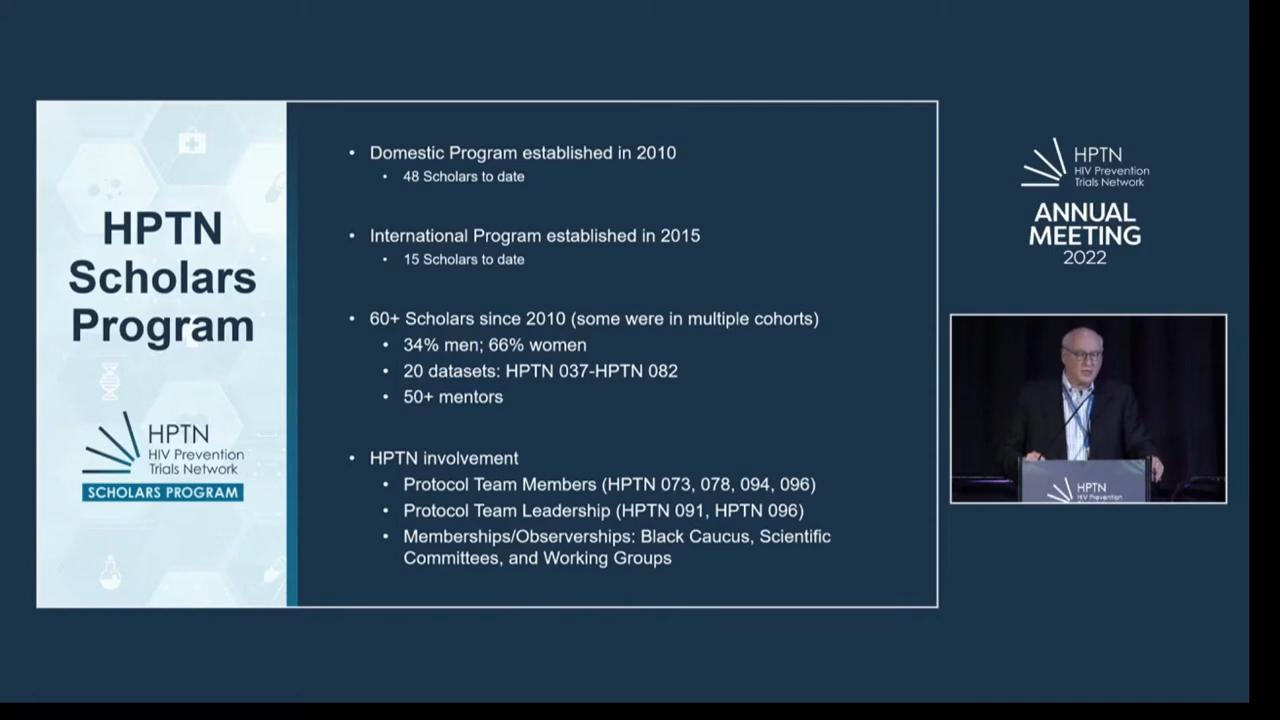 HPTN
Scholars
Program
HPTN
HIV Prevention
Trials Network
SCHOLARS PROGRAM
• Domestic Program established in 2010
• 48 Scholars to date
• International Program established in 2015
• 15 Scholars to date
• 60+ Scholars since 2010 (some were in multiple cohorts)
• 34% men; 66% women
• 20 datasets: HPTN 037-HPTN 082
• 50+ mentors
• HPTN involvement
• Protocol Team Members (HPTN 073, 078, 094, 096)
• Protocol Team Leadership (HPTN 091, HPTN 096)
• Memberships/Observerships: Black Caucus, Scientific
Committees, and Working Groups
HPTN
HIV Prevention
Trials Network
ANNUAL
MEETING
2022
HPTN
HIV Prevention